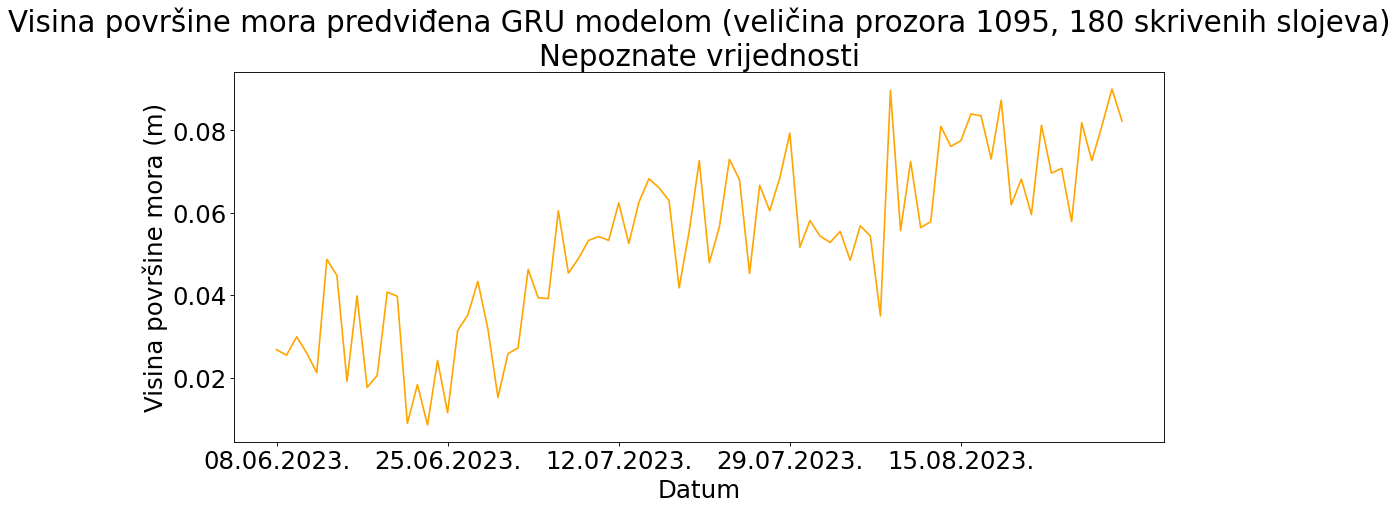 Visina površine mora predviđena GRU modelom (veličina prozora 1095, 180 skrivenih slojeva)
Nepoznate vrijednosti
Visina površine mora (m)
0.08
0.06
0.04
0.02
08.06.2023.
25.06.2023.
12.07.2023.
29.07.2023.
15.08.2023.
Datum